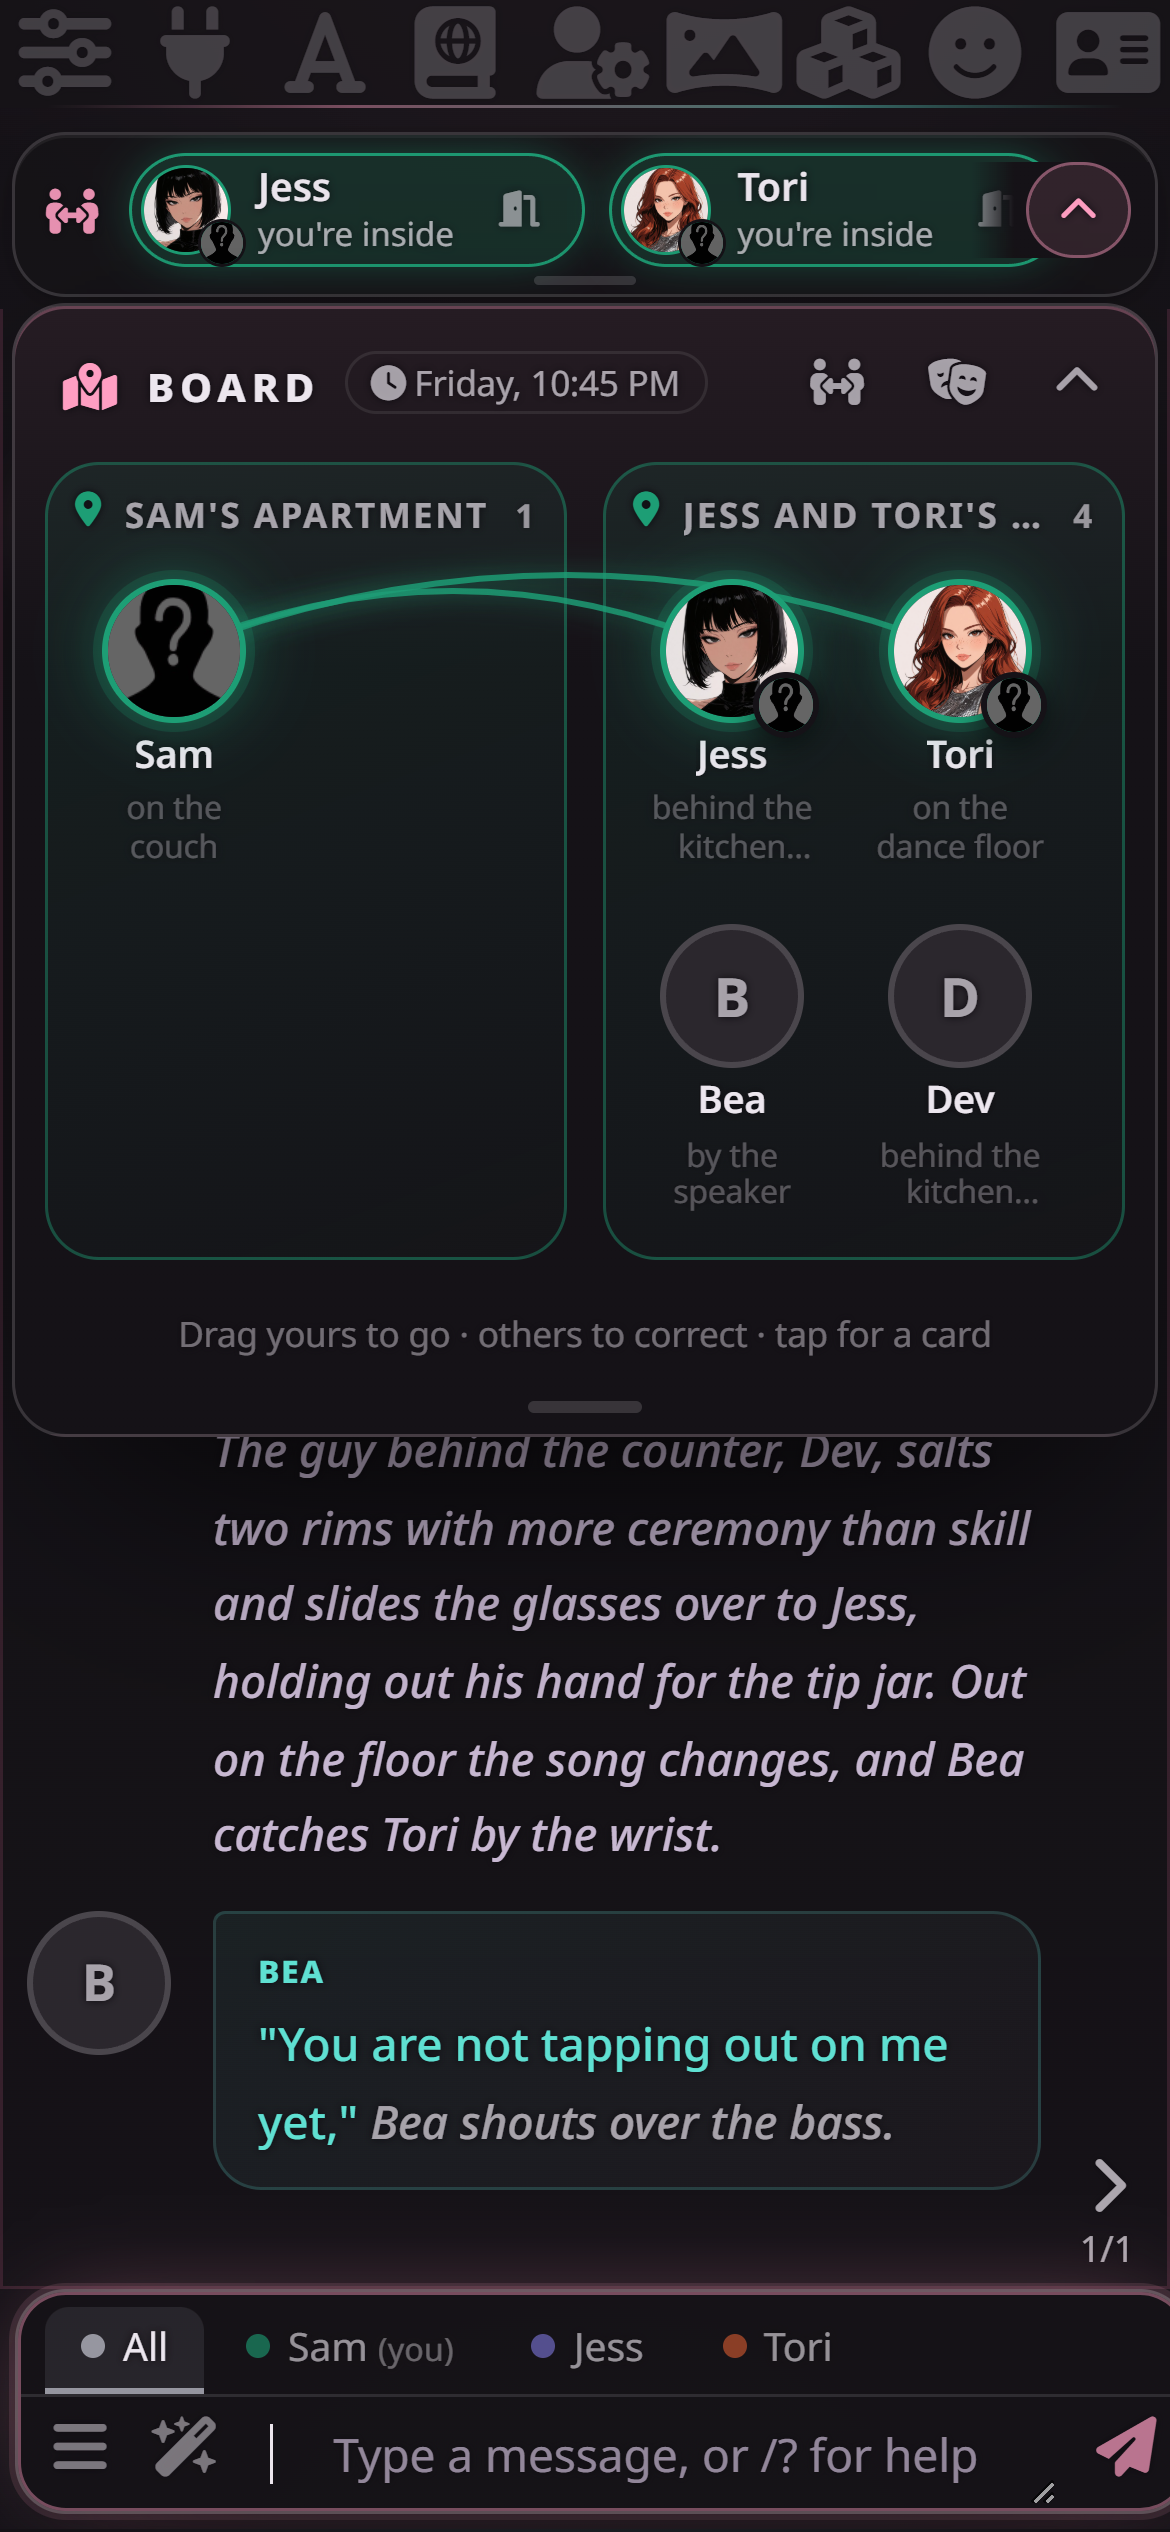 Jess
you're inside
Tori
you're inside
BOARD
Friday, 10:45 PM
SAM'S APARTMENT 1
JESS AND TORI'S ... 4
Sam
on the
couch
Jess
behind the
kitchen...
Tori
on the
dance floor
B
Bea
by the
speaker
D
Dev
behind the
kitchen...
Drag yours to go · others to correct · tap for a card
The guy behind the counter, Dev, salts
two rims with more ceremony than skill
and slides the glasses over to Jess,
holding out his hand for the tip jar. Out
on the floor the song changes, and Bea
catches Tori by the wrist.
B
BEA
"You are not tapping out on me
yet," Bea shouts over the bass.
1/1
All
Sam (you)
Jess
Tori
Type a message, or /? for help